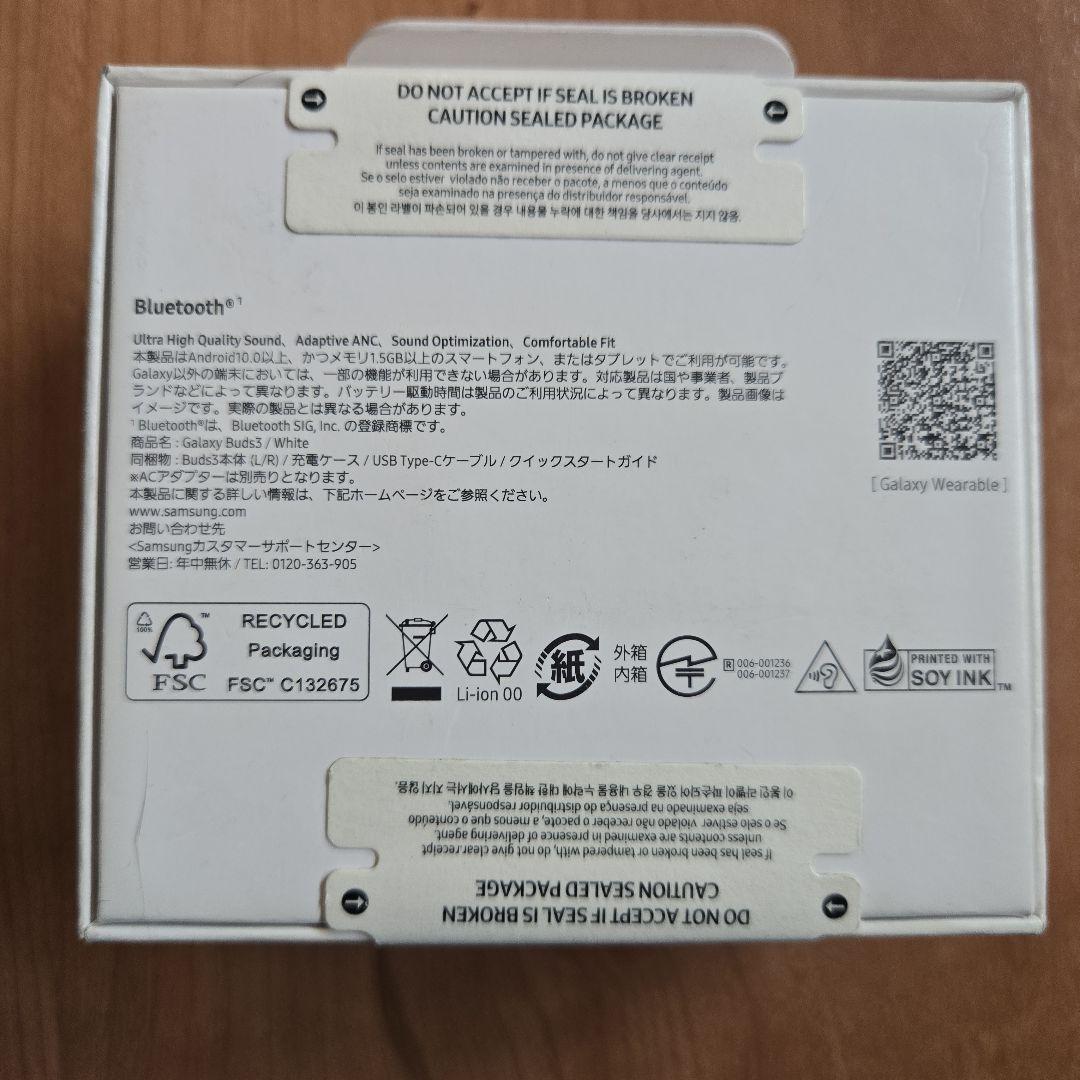 DO NOT ACCEPT IF SEAL IS BROKEN
CAUTION SEALED PACKAGE
If seal has been broken or tampered with, do not give clear receipt
unless contents are examined in presence of delivering agent.
Se o selo estiver violado não receber o pacote, a menos que o conteúdo
seja examinado na presença do distribuidor responsável.
이 봉인 라벨이 파손되어 있을 경우 내용물 누락에 대한 책임을 당사에서는 지지 않음.
Bluetooth®¹
Ultra High Quality Sound、Adaptive ANC、Sound Optimization、Comfortable Fit
本製品はAndroid10.0以上、かつメモリ1.5GB以上のスマートフォン、またはタブレットでご利用が可能です。
Galaxy以外の端末においては、一部の機能が利用できない場合があります。対応製品は国や事業者、製品ブ
ランドなどによって異なります。バッテリー駆動時間は製品のご利用状況によって異なります。製品画像は
イメージです。実際の製品とは異なる場合があります。
¹ Bluetooth®は、Bluetooth SIG, Inc. の登録商標です。
商品名 : Galaxy Buds3 / White
同梱物 : Buds3本体 (L/R) / 充電ケース / USB Type-Cケーブル / クイックスタートガイド
※ACアダプターは別売りとなります。
本製品に関する詳しい情報は、下記ホームページをご参照ください。
www.samsung.com
お問い合わせ先
<Samsungカスタマーサポートセンター>
営業日: 年中無休 / TEL: 0120-363-905
[ Galaxy Wearable ]
100%
FSC
™
RECYCLED
Packaging
FSC™ C132675
Li-ion 00
紙
外箱
内箱
R 006-001236
006-001237
PRINTED WITH
SOY INK™
이 봉인 라벨이 파손되어 있을 경우 내용물 누락에 대한 책임을 당사에서는 지지 않음.
seja examinado na presença do distribuidor responsável.
Se o selo estiver violado não receber o pacote, a menos que o conteúdo
unless contents are examined in presence of delivering agent.
If seal has been broken or tampered with, do not give clear receipt
CAUTION SEALED PACKAGE
DO NOT ACCEPT IF SEAL IS BROKEN